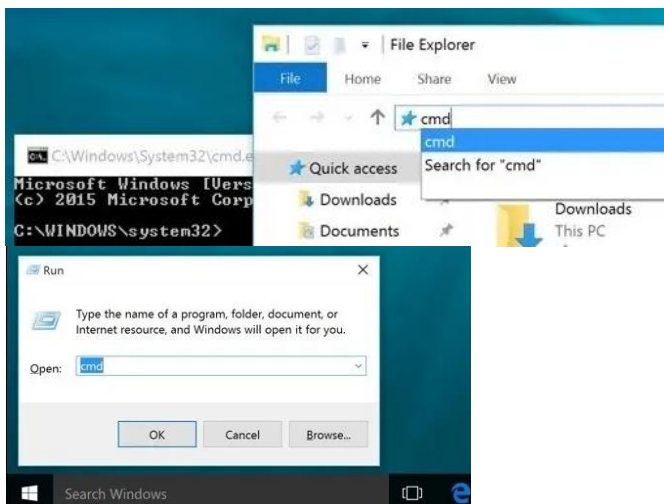 File Explorer
File Home Share View
cmd
cmd
Search for "cmd"
Quick access
Downloads
Documents
Downloads
This PC
C:\Windows\System32\cmd.e
Microsoft Windows [Vers
(c) 2015 Microsoft Corp
C:\WINDOWS\system32>
Run
Type the name of a program, folder, document, or
Internet resource, and Windows will open it for you.
Open: cmd
OK Cancel Browse...
Search Windows